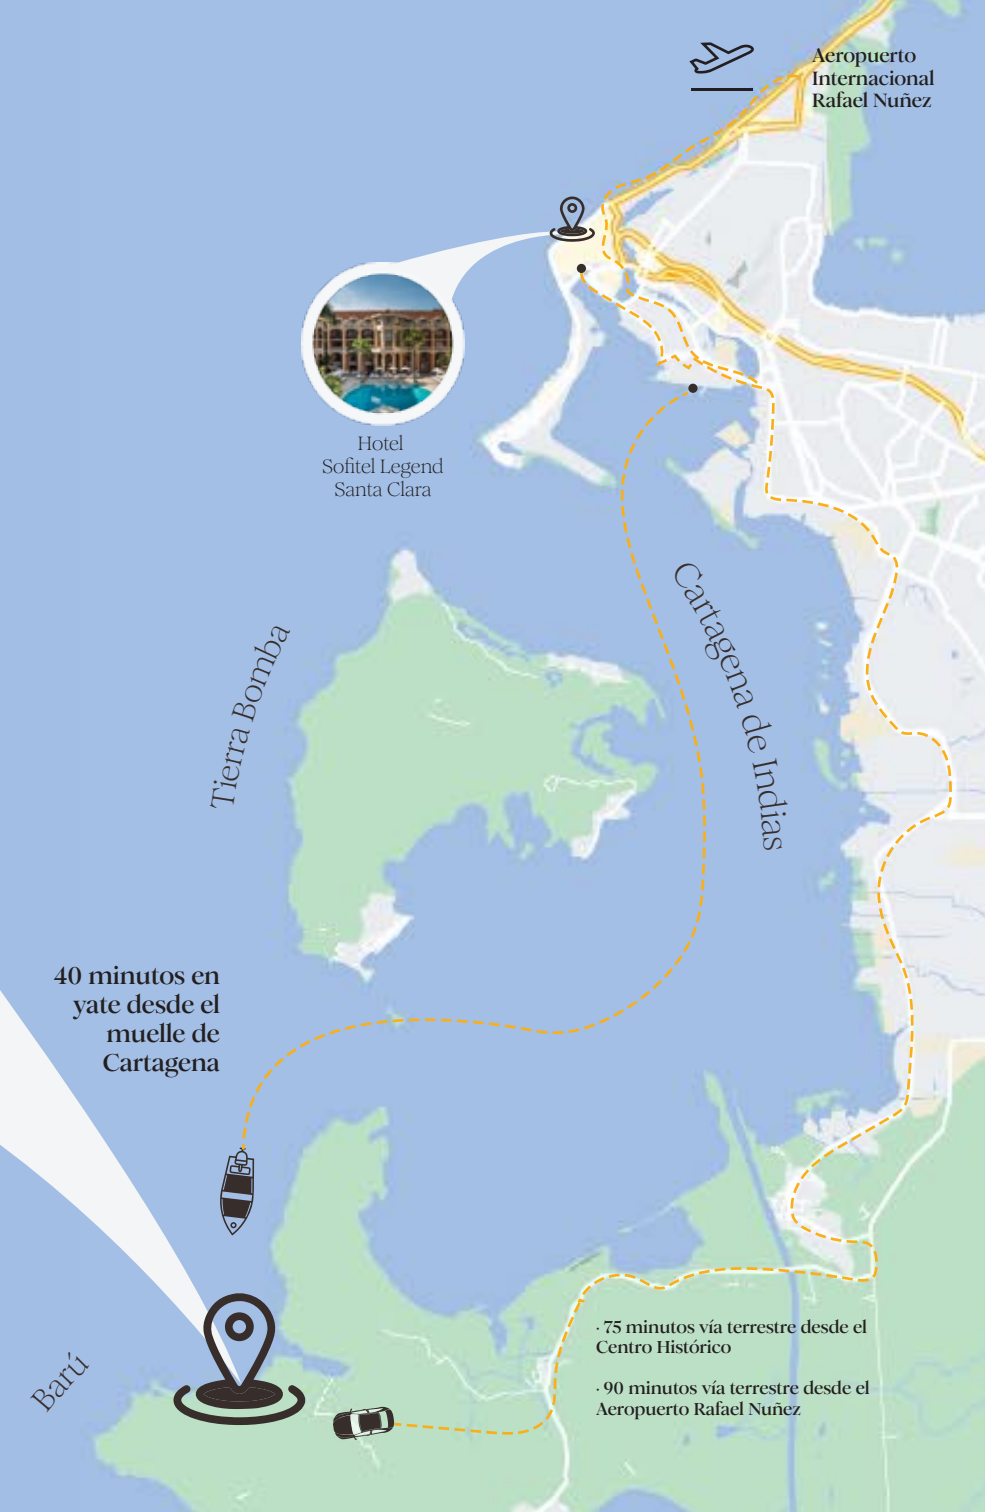 Aeropuerto
Internacional
Rafael Nuñez
Hotel
Sofitel Legend
Santa Clara
Cartagena de Indias
Tierra Bomba
40 minutos en
yate desde el
muelle de
Cartagena
· 75 minutos vía terrestre desde el
Centro Histórico
· 90 minutos vía terrestre desde el
Aeropuerto Rafael Nuñez
Barú